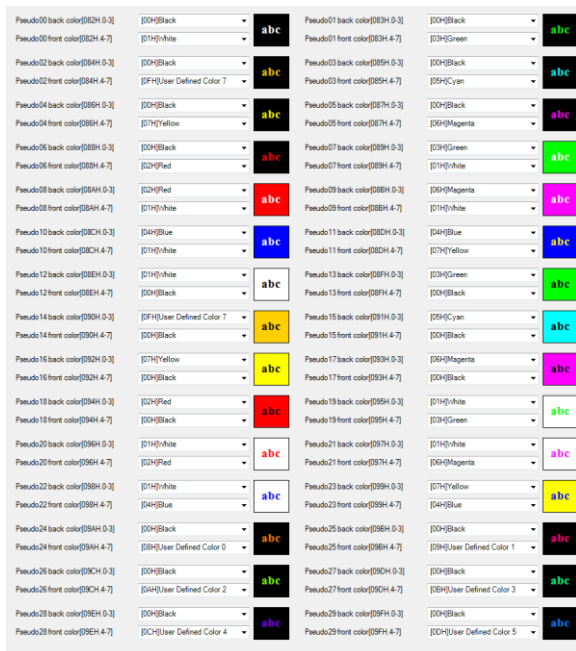 Pseudo00 back color[082H.0-3] [00H]Black abc Pseudo01 back color[083H.0-3] [00H]Black abc
Pseudo00 front color[082H.4-7] [01H]White Pseudo01 front color[083H.4-7] [03H]Green
Pseudo02 back color[084H.0-3] [00H]Black abc Pseudo03 back color[085H.0-3] [00H]Black abc
Pseudo02 front color[084H.4-7] [0FH]User Defined Color 7 Pseudo03 front color[085H.4-7] [05H]Cyan
Pseudo04 back color[086H.0-3] [00H]Black abc Pseudo05 back color[087H.0-3] [00H]Black abc
Pseudo04 front color[086H.4-7] [07H]Yellow Pseudo05 front color[087H.4-7] [06H]Magenta
Pseudo06 back color[088H.0-3] [00H]Black abc Pseudo07 back color[089H.0-3] [03H]Green abc
Pseudo06 front color[088H.4-7] [02H]Red Pseudo07 front color[089H.4-7] [01H]White
Pseudo08 back color[08AH.0-3] [02H]Red abc Pseudo09 back color[08BH.0-3] [06H]Magenta abc
Pseudo08 front color[08AH.4-7] [01H]White Pseudo09 front color[08BH.4-7] [01H]White
Pseudo10 back color[08CH.0-3] [04H]Blue abc Pseudo11 back color[08DH.0-3] [04H]Blue abc
Pseudo10 front color[08CH.4-7] [01H]White Pseudo11 front color[08DH.4-7] [07H]Yellow
Pseudo12 back color[08EH.0-3] [01H]White abc Pseudo13 back color[08FH.0-3] [03H]Green abc
Pseudo12 front color[08EH.4-7] [00H]Black Pseudo13 front color[08FH.4-7] [00H]Black
Pseudo14 back color[090H.0-3] [0FH]User Defined Color 7 abc Pseudo15 back color[091H.0-3] [05H]Cyan abc
Pseudo14 front color[090H.4-7] [00H]Black Pseudo15 front color[091H.4-7] [00H]Black
Pseudo16 back color[092H.0-3] [07H]Yellow abc Pseudo17 back color[093H.0-3] [06H]Magenta abc
Pseudo16 front color[092H.4-7] [00H]Black Pseudo17 front color[093H.4-7] [00H]Black
Pseudo18 back color[094H.0-3] [02H]Red abc Pseudo19 back color[095H.0-3] [01H]White abc
Pseudo18 front color[094H.4-7] [00H]Black Pseudo19 front color[095H.4-7] [03H]Green
Pseudo20 back color[096H.0-3] [01H]White abc Pseudo21 back color[097H.0-3] [01H]White abc
Pseudo20 front color[096H.4-7] [02H]Red Pseudo21 front color[097H.4-7] [06H]Magenta
Pseudo22 back color[098H.0-3] [01H]White abc Pseudo23 back color[099H.0-3] [07H]Yellow abc
Pseudo22 front color[098H.4-7] [04H]Blue Pseudo23 front color[099H.4-7] [04H]Blue
Pseudo24 back color[09AH.0-3] [00H]Black abc Pseudo25 back color[09BH.0-3] [00H]Black abc
Pseudo24 front color[09AH.4-7] [08H]User Defined Color 0 Pseudo25 front color[09BH.4-7] [09H]User Defined Color 1
Pseudo26 back color[09CH.0-3] [00H]Black abc Pseudo27 back color[09DH.0-3] [00H]Black abc
Pseudo26 front color[09CH.4-7] [0AH]User Defined Color 2 Pseudo27 front color[09DH.4-7] [0BH]User Defined Color 3
Pseudo28 back color[09EH.0-3] [00H]Black abc Pseudo29 back color[09FH.0-3] [00H]Black abc
Pseudo28 front color[09EH.4-7] [0CH]User Defined Color 4 Pseudo29 front color[09FH.4-7] [0DH]User Defined Color 5